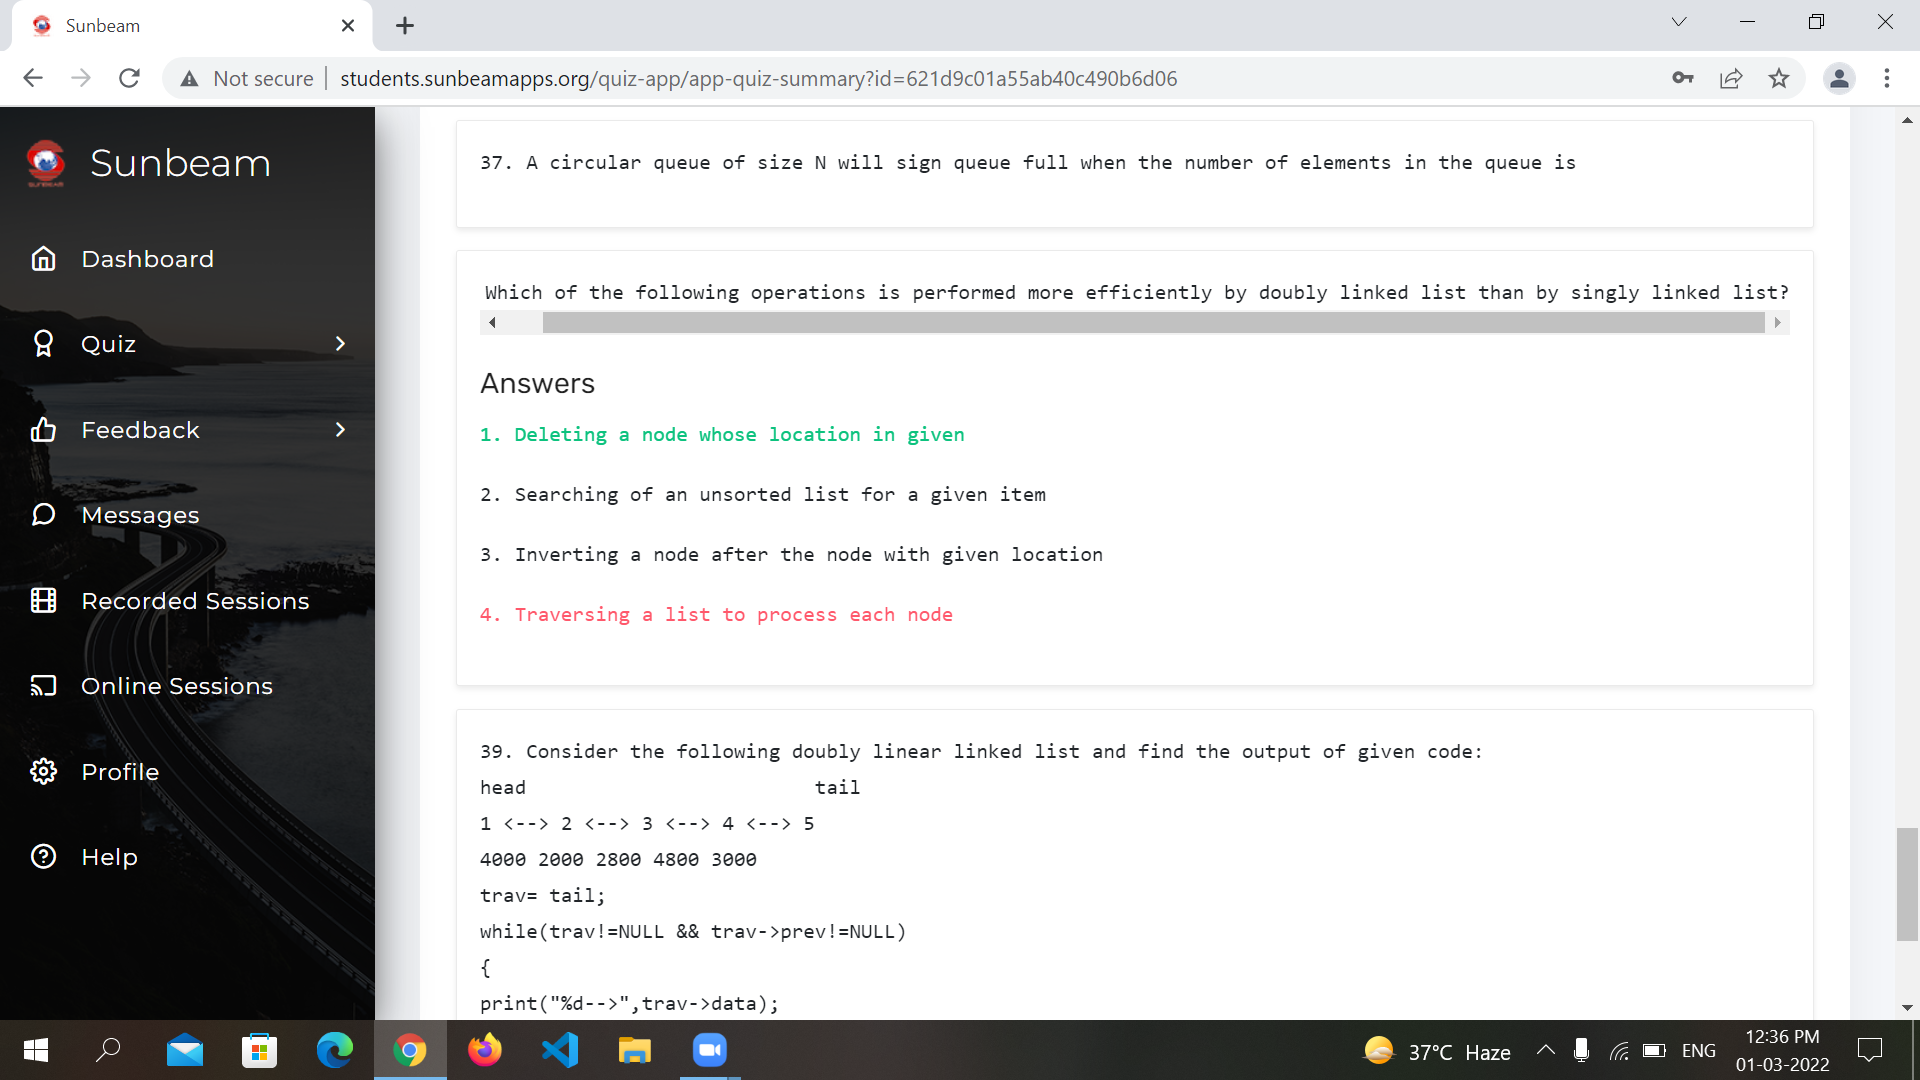 Sunbeam
Not secure
students.sunbeamapps.org/quiz-app/app-quiz-summary?id=621d9c01a55ab40c490b6d06
Sunbeam
Dashboard
Quiz
Feedback
Messages
Recorded Sessions
Online Sessions
Profile
Help
37. A circular queue of size N will sign queue full when the number of elements in the queue is
Which of the following operations is performed more efficiently by doubly linked list than by singly linked list?
Answers
1. Deleting a node whose location in given
2. Searching of an unsorted list for a given item
3. Inverting a node after the node with given location
4. Traversing a list to process each node
39. Consider the following doubly linear linked list and find the output of given code:
head tail
1 <--> 2 <--> 3 <--> 4 <--> 5
4000 2000 2800 4800 3000
trav= tail;
while(trav!=NULL && trav->prev!=NULL)
{
print("%d-->",trav->data);
37°C Haze
ENG
12:36 PM
01-03-2022